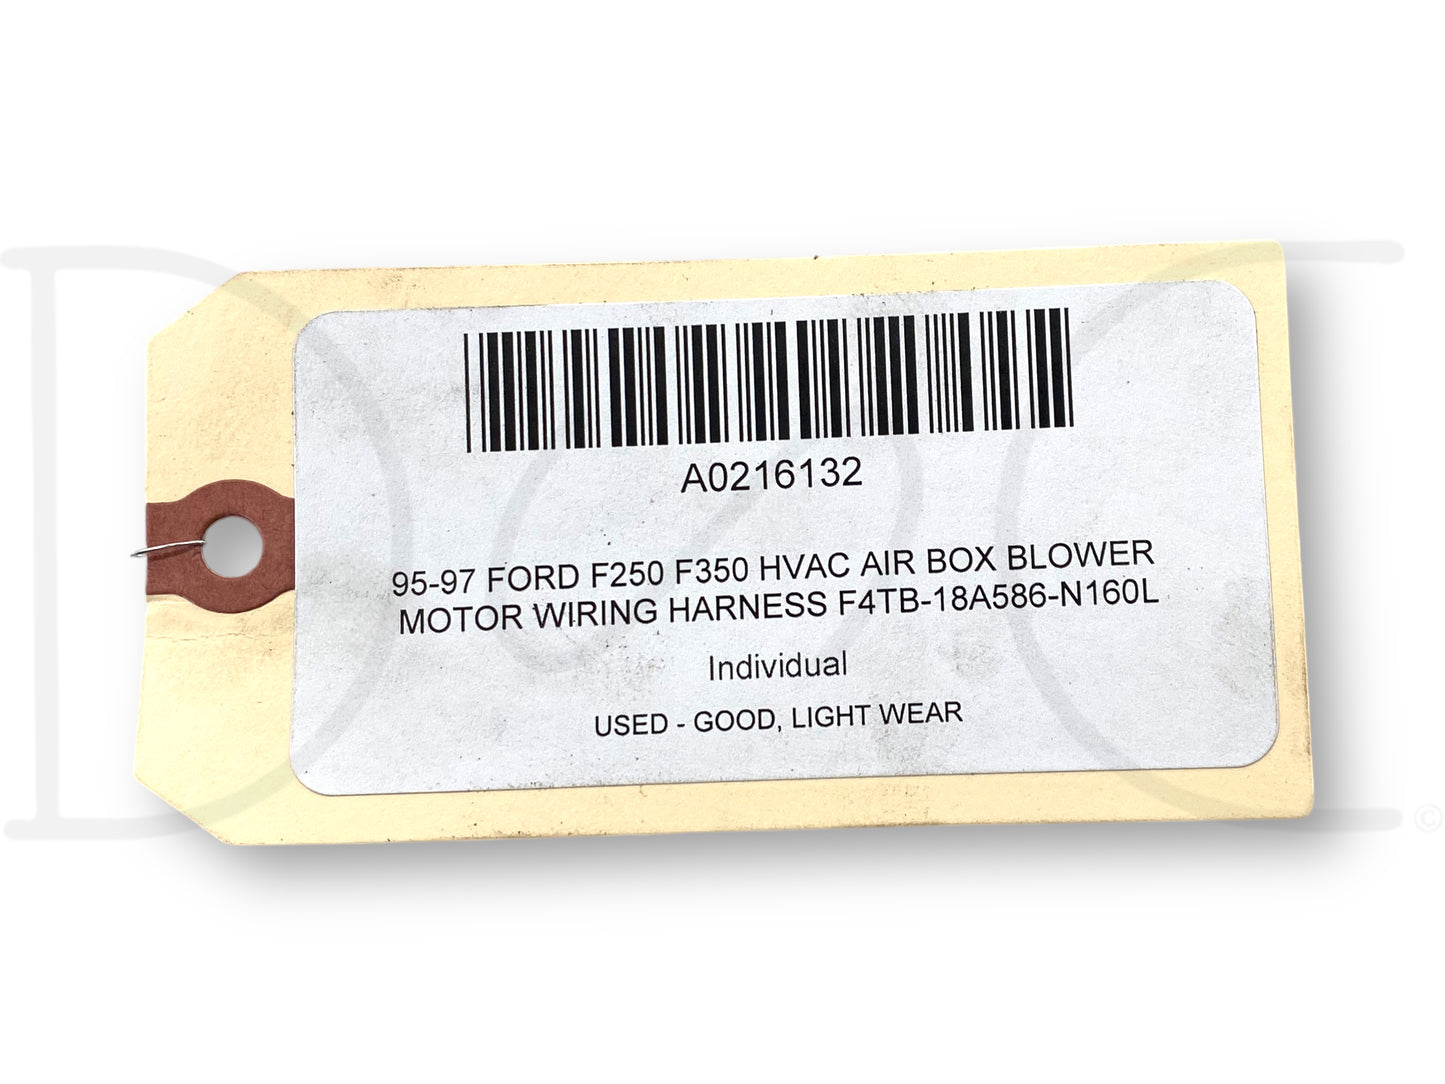 A0216132
95-97 FORD F250 F350 HVAC AIR BOX BLOWER
MOTOR WIRING HARNESS F4TB-18A586-N160L
Individual
USED - GOOD, LIGHT WEAR
©